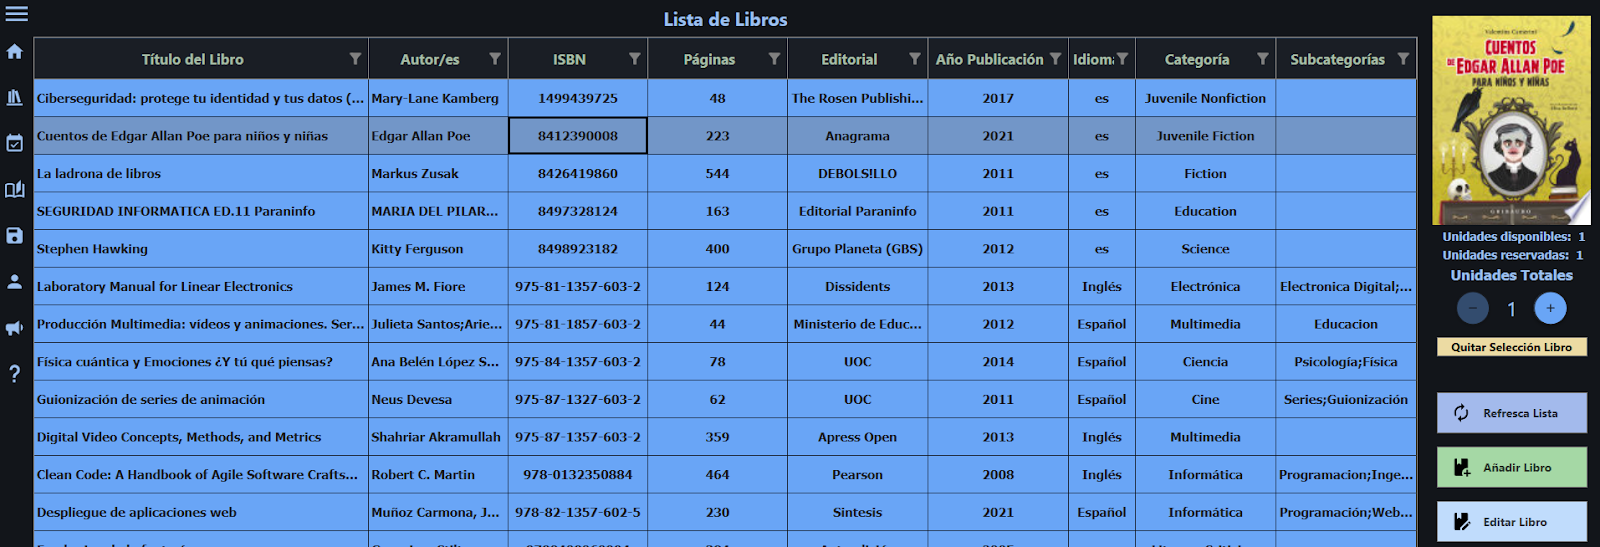 Lista de Libros
Título del Libro Autor/es ISBN Páginas Editorial Año Publicación Idioma Categoría Subcategorías
Ciberseguridad: protege tu identidad y tus datos (... Mary-Lane Kamberg 1499439725 48 The Rosen Publishi... 2017 es Juvenile Nonfiction
Cuentos de Edgar Allan Poe para niños y niñas Edgar Allan Poe 8412390008 223 Anagrama 2021 es Juvenile Fiction
La ladrona de libros Markus Zusak 8426419860 544 DEBOLS!LLO 2011 es Fiction
SEGURIDAD INFORMATICA ED.11 Paraninfo MARIA DEL PILAR... 8497328124 163 Editorial Paraninfo 2011 es Education
Stephen Hawking Kitty Ferguson 8498923182 400 Grupo Planeta (GBS) 2012 es Science
Laboratory Manual for Linear Electronics James M. Fiore 975-81-1357-603-2 124 Dissidents 2013 Inglés Electrónica Electronica Digital;...
Producción Multimedia: vídeos y animaciones. Ser... Julieta Santos;Arie... 975-81-1857-603-2 44 Ministerio de Educ... 2012 Español Multimedia Educacion
Física cuántica y Emociones ¿Y tú qué piensas? Ana Belén López S... 975-84-1357-603-2 78 UOC 2014 Español Ciencia Psicología;Física
Guionización de series de animación Neus Devesa 975-87-1327-603-2 62 UOC 2011 Español Cine Series;Guionización
Digital Video Concepts, Methods, and Metrics Shahriar Akramullah 975-87-1357-603-2 359 Apress Open 2013 Inglés Multimedia
Clean Code: A Handbook of Agile Software Crafts... Robert C. Martin 978-0132350884 464 Pearson 2008 Inglés Informática Programacion;Inge...
Despliegue de aplicaciones web Muñoz Carmona, J... 978-82-1357-602-5 230 Sintesis 2021 Español Informática Programación;Web...
CUENTOS
DE EDGAR ALLAN POE
PARA NIÑOS Y NIÑAS
GRIBAUDO
Unidades disponibles: 1
Unidades reservadas: 1
Unidades Totales
− 1 +
Quitar Selección Libro
Refresca Lista
Añadir Libro
Editar Libro